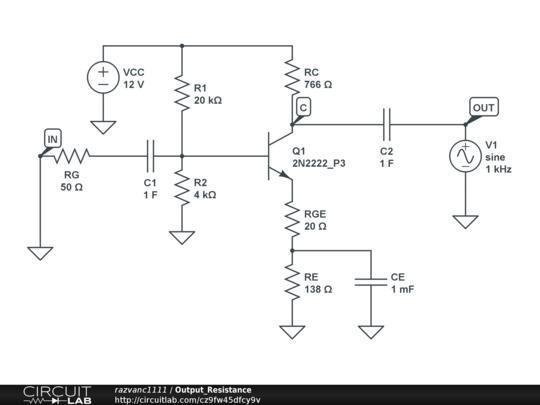 VCC
12 V
R1
20 kΩ
RC
766 Ω
C
OUT
IN
RG
50 Ω
C1
1 F
R2
4 kΩ
Q1
2N2222_P3
C2
1 F
V1
sine
1 kHz
RGE
20 Ω
RE
138 Ω
CE
1 mF
CIRCUIT
LAB
razvanc1111 / Output_Resistance
http://circuitlab.com/cz9fw45dfcy9v